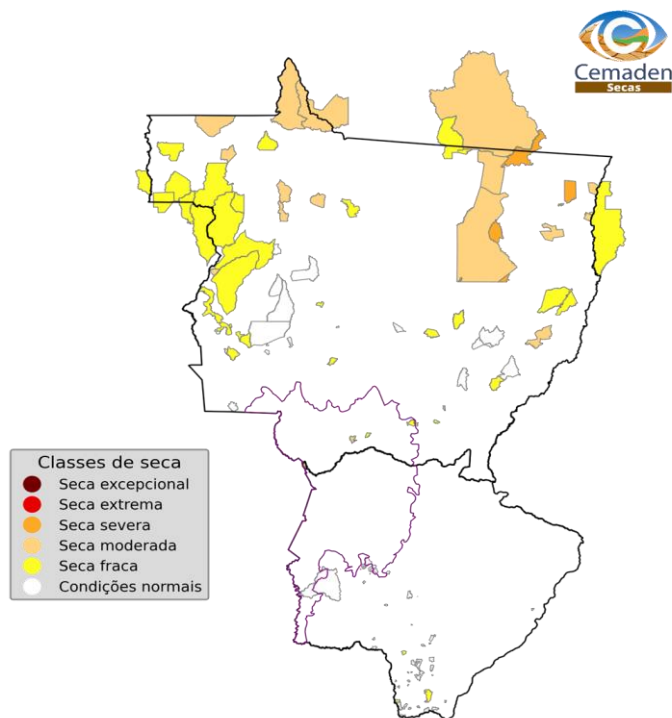 Cemaden
Secas
Classes de seca
Seca excepcional
Seca extrema
Seca severa
Seca moderada
Seca fraca
Condições normais